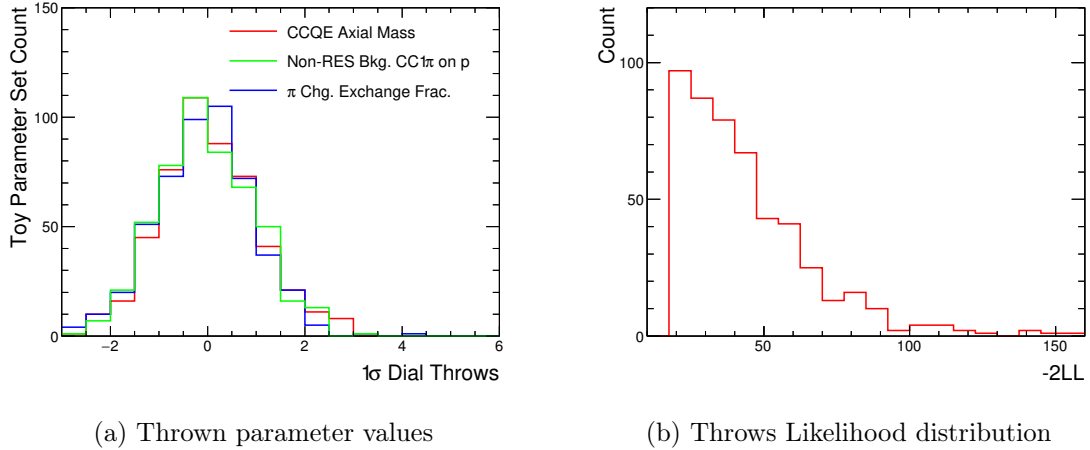 Toy Parameter Set Count
150
100
50
0
CCQE Axial Mass
Non-RES Bkg. CC1π on p
π Chg. Exchange Frac.
−2 0 2 4 6
1σ Dial Throws
(a) Thrown parameter values
Count
100
50
0
50 100 150
-2LL
(b) Throws Likelihood distribution